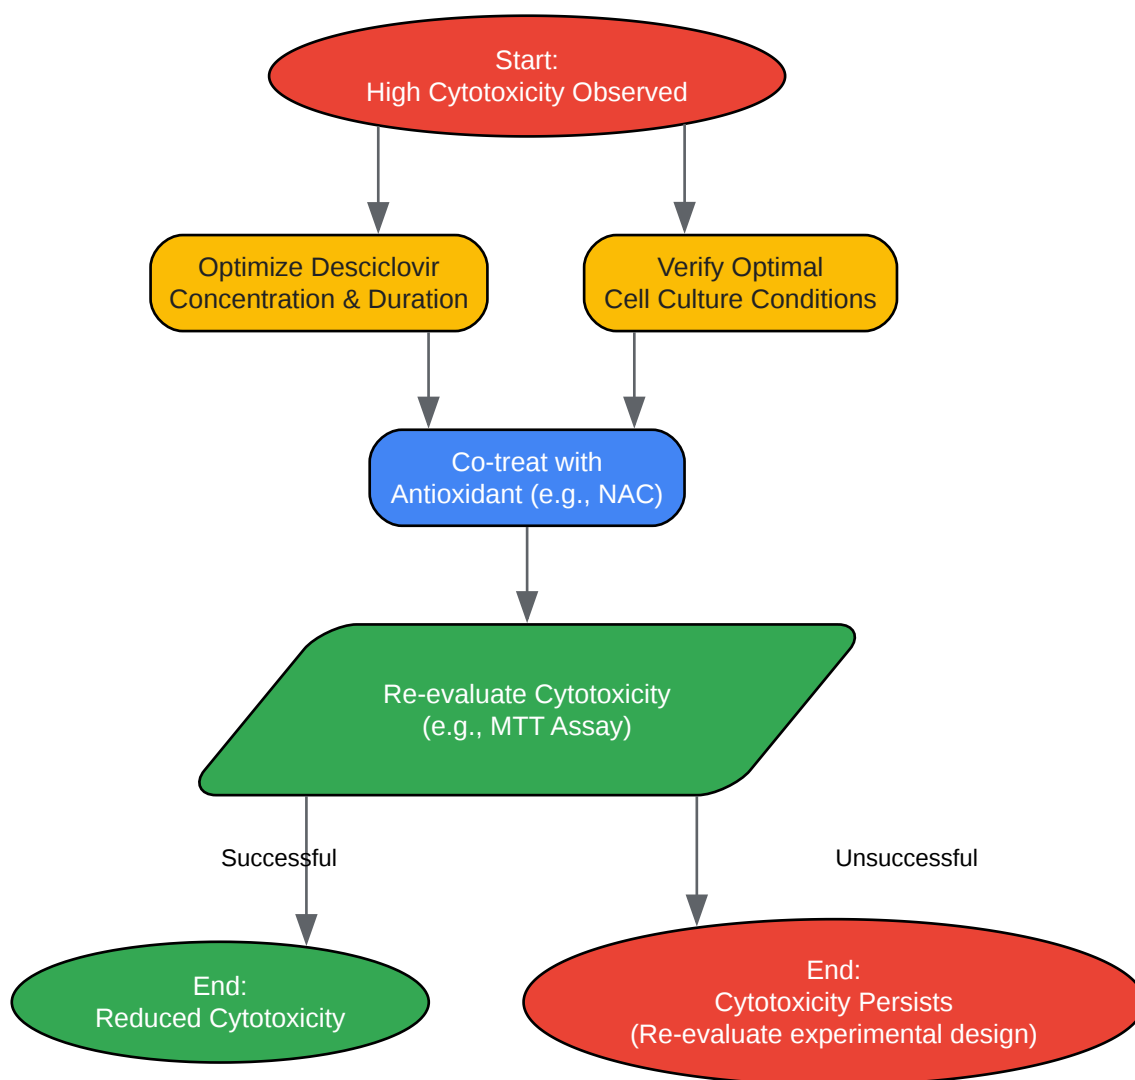 Start:
High Cytotoxicity Observed
Optimize Desciclovir
Concentration & Duration
Verify Optimal
Cell Culture Conditions
Co-treat with
Antioxidant (e.g., NAC)
Re-evaluate Cytotoxicity
(e.g., MTT Assay)
Successful
Unsuccessful
End:
Reduced Cytotoxicity
End:
Cytotoxicity Persists
(Re-evaluate experimental design)